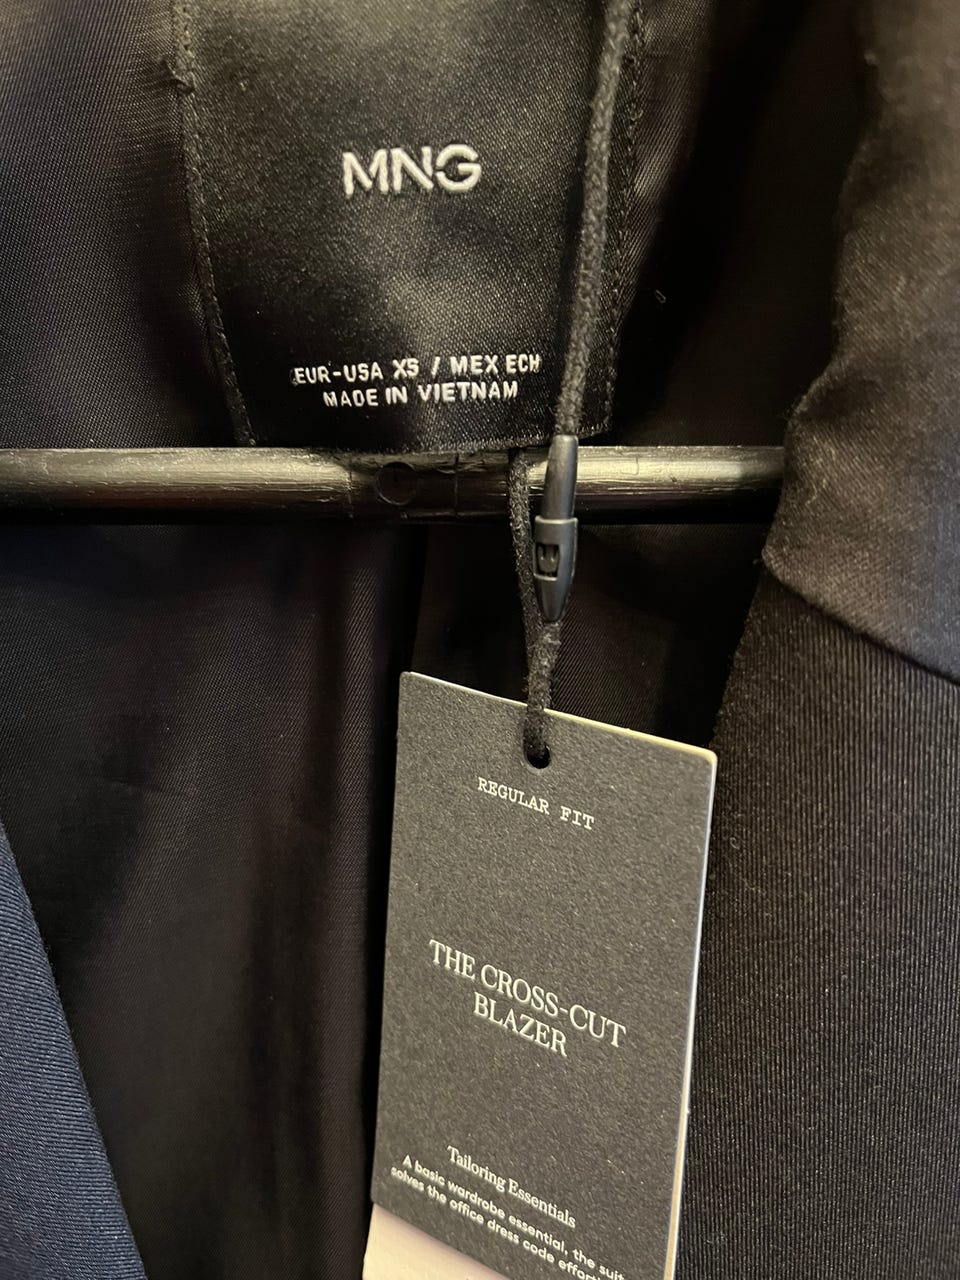 MNG
EUR-USA XS / MEX ECH
MADE IN VIETNAM
REGULAR FIT
THE CROSS-CUT
BLAZER
Tailoring Essentials
A basic wardrobe essential, the suit
solves the office dress code